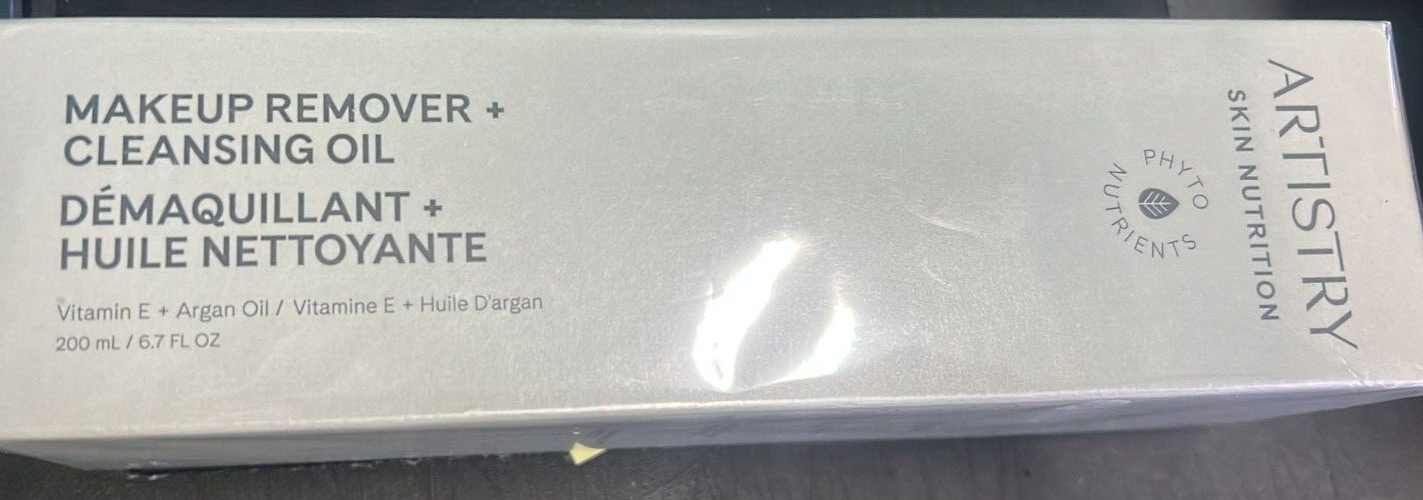 MAKEUP REMOVER +
CLEANSING OIL
DÉMAQUILLANT +
HUILE NETTOYANTE
Vitamin E + Argan Oil / Vitamine E + Huile D'argan
200 mL / 6.7 FL OZ
PHYTO
NUTRIENTS
ARTISTRY
SKIN NUTRITION